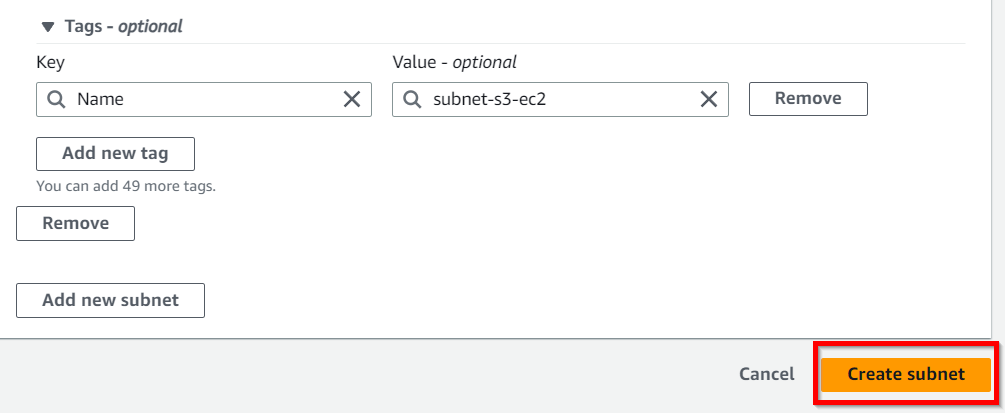 Tags - optional
Key Value - optional
Name subnet-s3-ec2 Remove
Add new tag
You can add 49 more tags.
Remove
Add new subnet
Cancel Create subnet